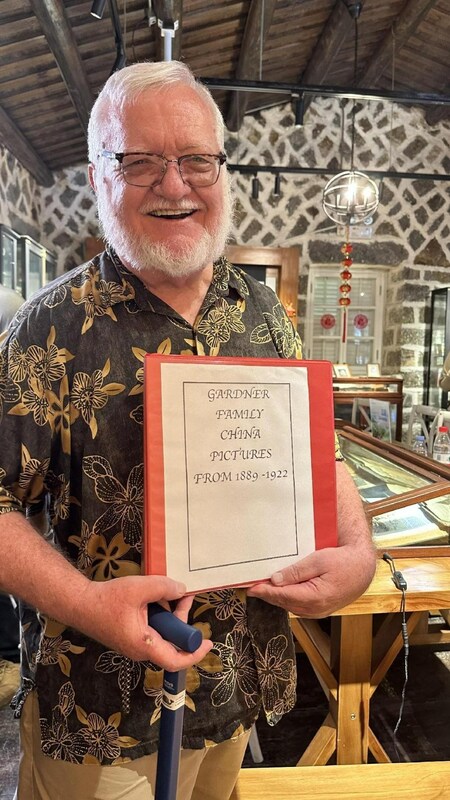 GARDNER
FAMILY
CHINA
PICTURES
FROM 1889 -1922